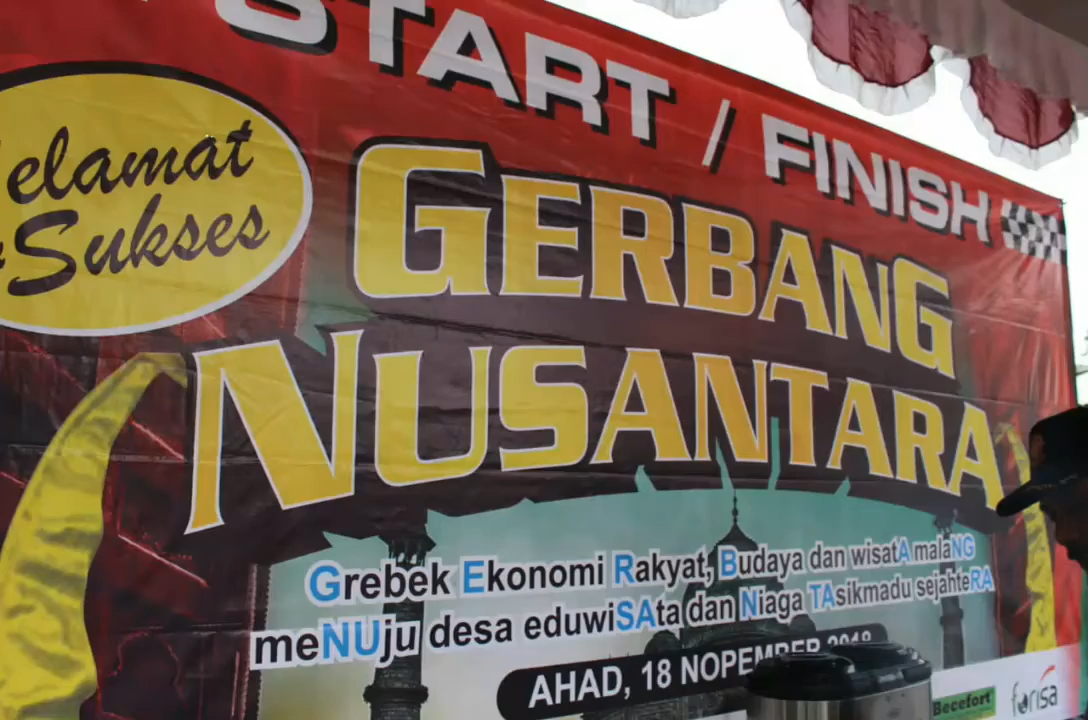 START / FINISH
Selamat
& Sukses
GERBANG
NUSANTARA
Grebek Ekonomi Rakyat, Budaya dan wisatA malaNG
meNUju desa eduwiSAta dan Niaga TAsikmadu sejahteRA
AHAD, 18 NOPEMBER 2018
Becefort
forisa